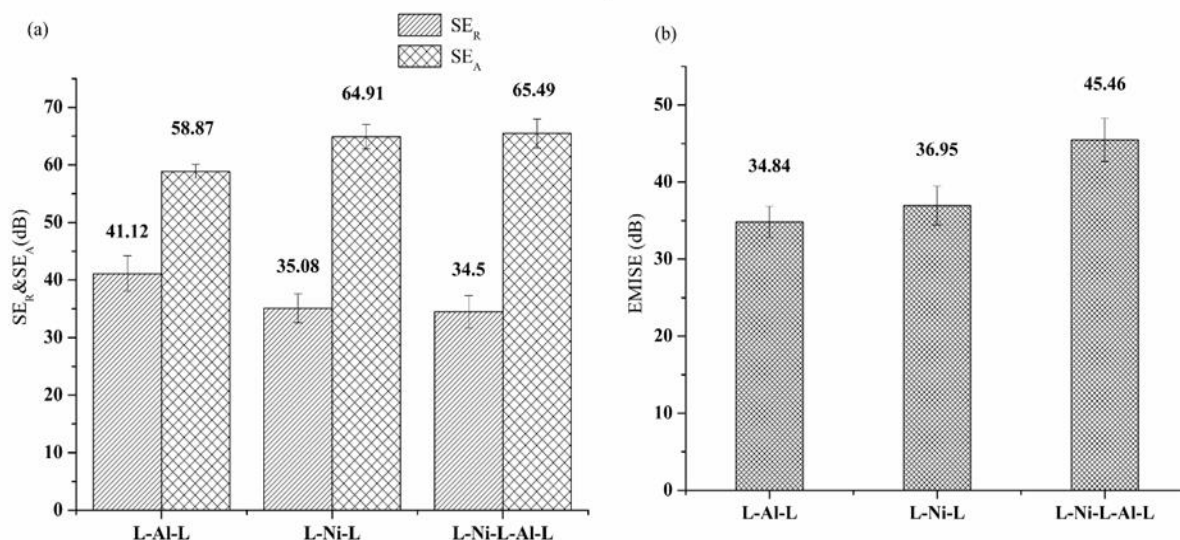 (a)
SE_R
SE_A
SE_R&SE_A(dB)
70
60
50
40
30
20
10
0
41.12
58.87
35.08
64.91
34.5
65.49
L-Al-L
L-Ni-L
L-Ni-L-Al-L
(b)
EMISE (dB)
50
40
30
20
10
0
34.84
36.95
45.46
L-Al-L
L-Ni-L
L-Ni-L-Al-L